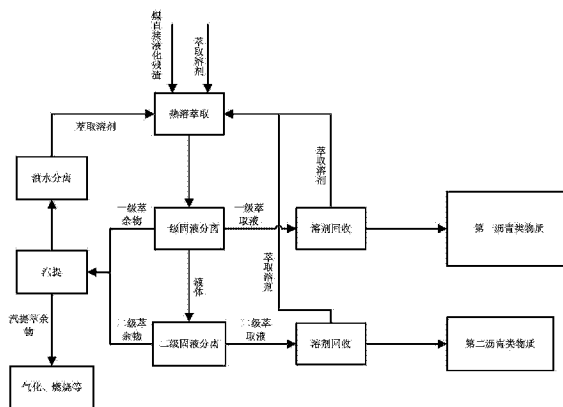 煤直接液化残渣
萃取溶剂
热溶萃取
萃取溶剂
萃取溶剂
油水分离
一级萃
余物
一级固液分离
一级萃
取液
溶剂回收
第一沥青类物质
汽提
液体
萃取溶剂
汽提萃余
物
二级萃
余物
二级固液分离
二级萃
取液
溶剂回收
第二沥青类物质
气化、燃烧等